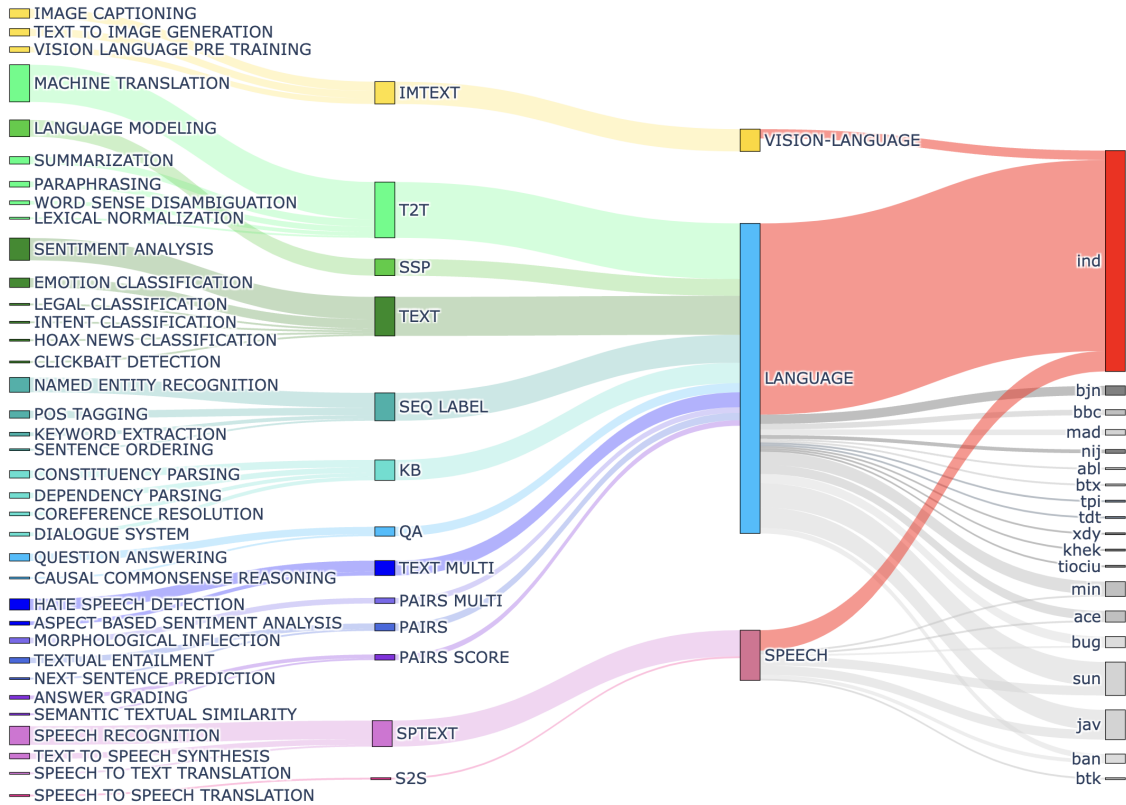 IMAGE CAPTIONING
TEXT TO IMAGE GENERATION
VISION LANGUAGE PRE TRAINING
MACHINE TRANSLATION
LANGUAGE MODELING
SUMMARIZATION
PARAPHRASING
WORD SENSE DISAMBIGUATION
LEXICAL NORMALIZATION
SENTIMENT ANALYSIS
EMOTION CLASSIFICATION
LEGAL CLASSIFICATION
INTENT CLASSIFICATION
HOAX NEWS CLASSIFICATION
CLICKBAIT DETECTION
NAMED ENTITY RECOGNITION
POS TAGGING
KEYWORD EXTRACTION
SENTENCE ORDERING
CONSTITUENCY PARSING
DEPENDENCY PARSING
COREFERENCE RESOLUTION
DIALOGUE SYSTEM
QUESTION ANSWERING
CAUSAL COMMONSENSE REASONING
HATE SPEECH DETECTION
ASPECT BASED SENTIMENT ANALYSIS
MORPHOLOGICAL INFLECTION
TEXTUAL ENTAILMENT
NEXT SENTENCE PREDICTION
ANSWER GRADING
SEMANTIC TEXTUAL SIMILARITY
SPEECH RECOGNITION
TEXT TO SPEECH SYNTHESIS
SPEECH TO TEXT TRANSLATION
SPEECH TO SPEECH TRANSLATION
IMTEXT
T2T
SSP
TEXT
SEQ LABEL
KB
QA
TEXT MULTI
PAIRS MULTI
PAIRS
PAIRS SCORE
SPTEXT
S2S
VISION-LANGUAGE
LANGUAGE
SPEECH
ind
bjn
bbc
mad
nij
abl
btx
tpi
tdt
xdy
khek
tiociu
min
ace
bug
sun
jav
ban
btk